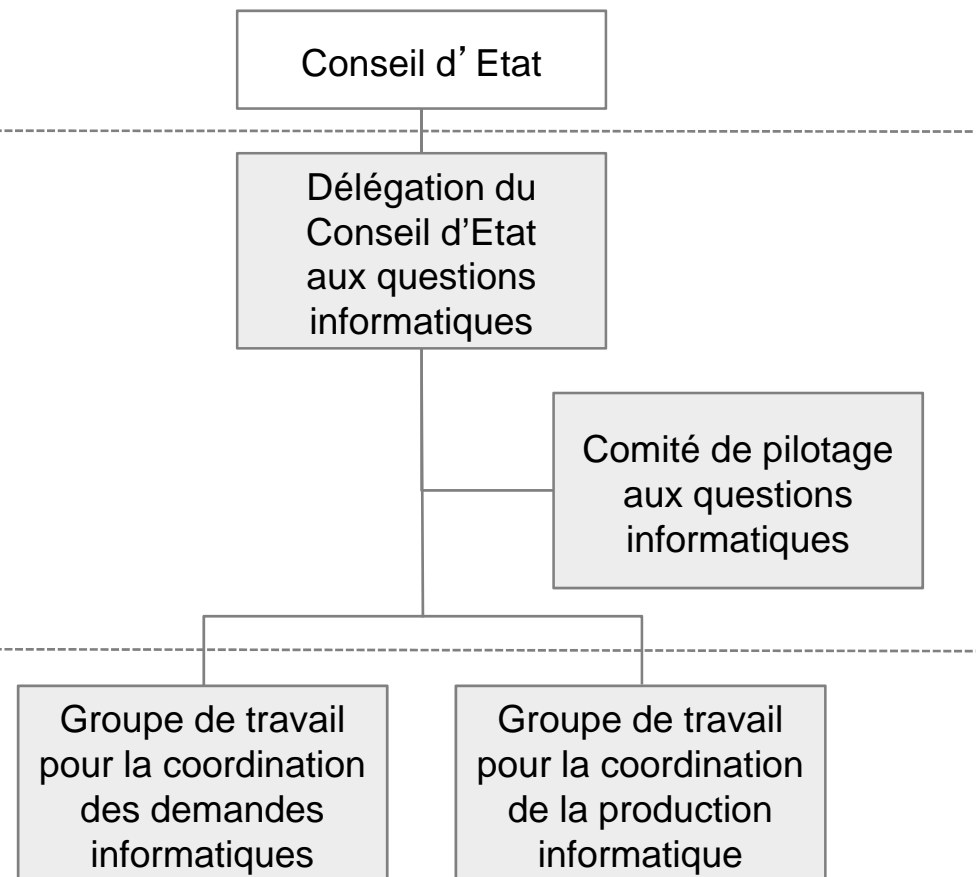 Conseil d’ Etat
Délégation du
Conseil d’Etat
aux questions
informatiques
Comité de pilotage
aux questions
informatiques
Groupe de travail
pour la coordination
des demandes
informatiques
Groupe de travail
pour la coordination
de la production
informatique